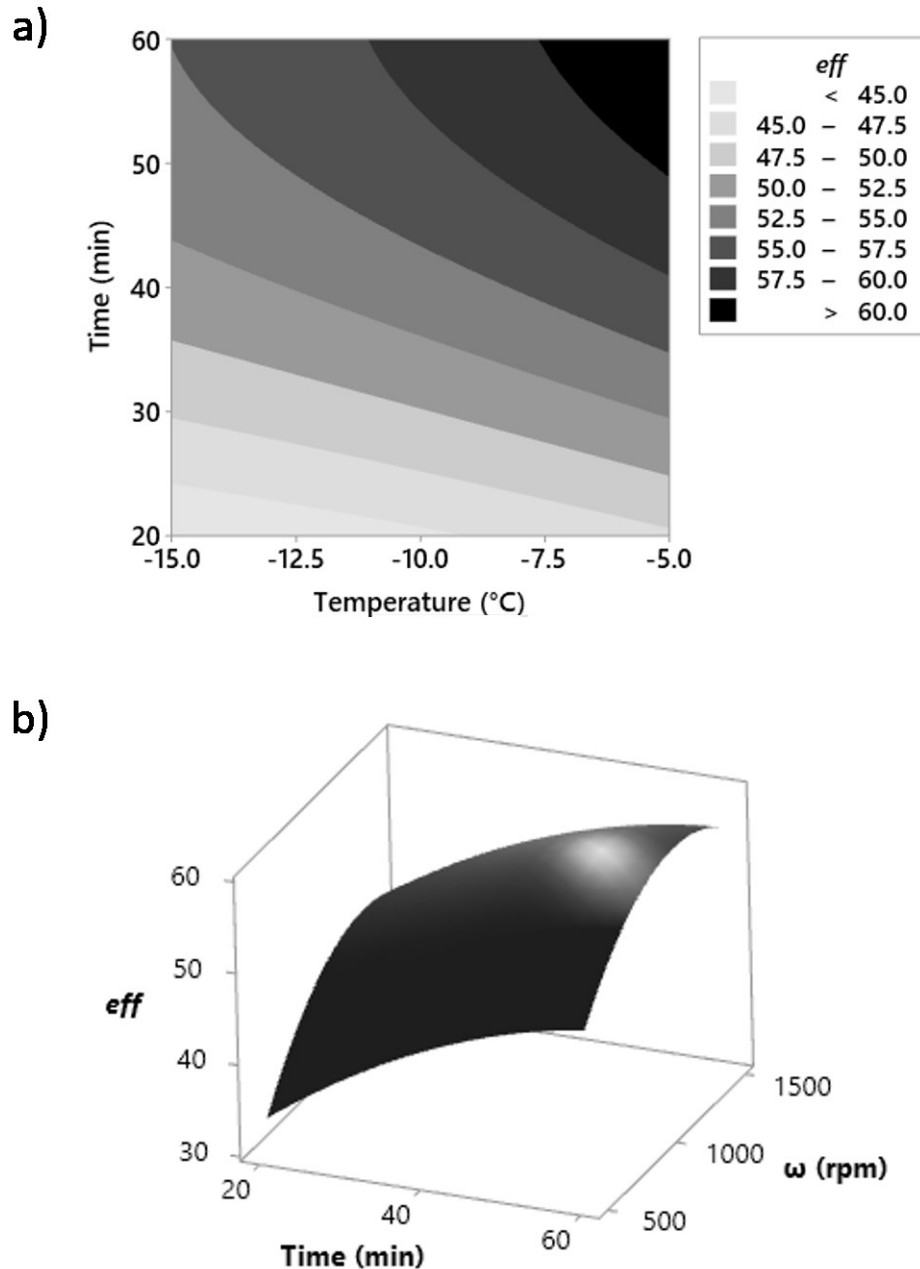 a)
60
50
40
30
20
Time (min)
-15.0 -12.5 -10.0 -7.5 -5.0
Temperature (°C)
eff
< 45.0
45.0 – 47.5
47.5 – 50.0
50.0 – 52.5
52.5 – 55.0
55.0 – 57.5
57.5 – 60.0
> 60.0
b)
60
50
40
30
eff
20
40
60
Time (min)
500
1000
1500
ω (rpm)